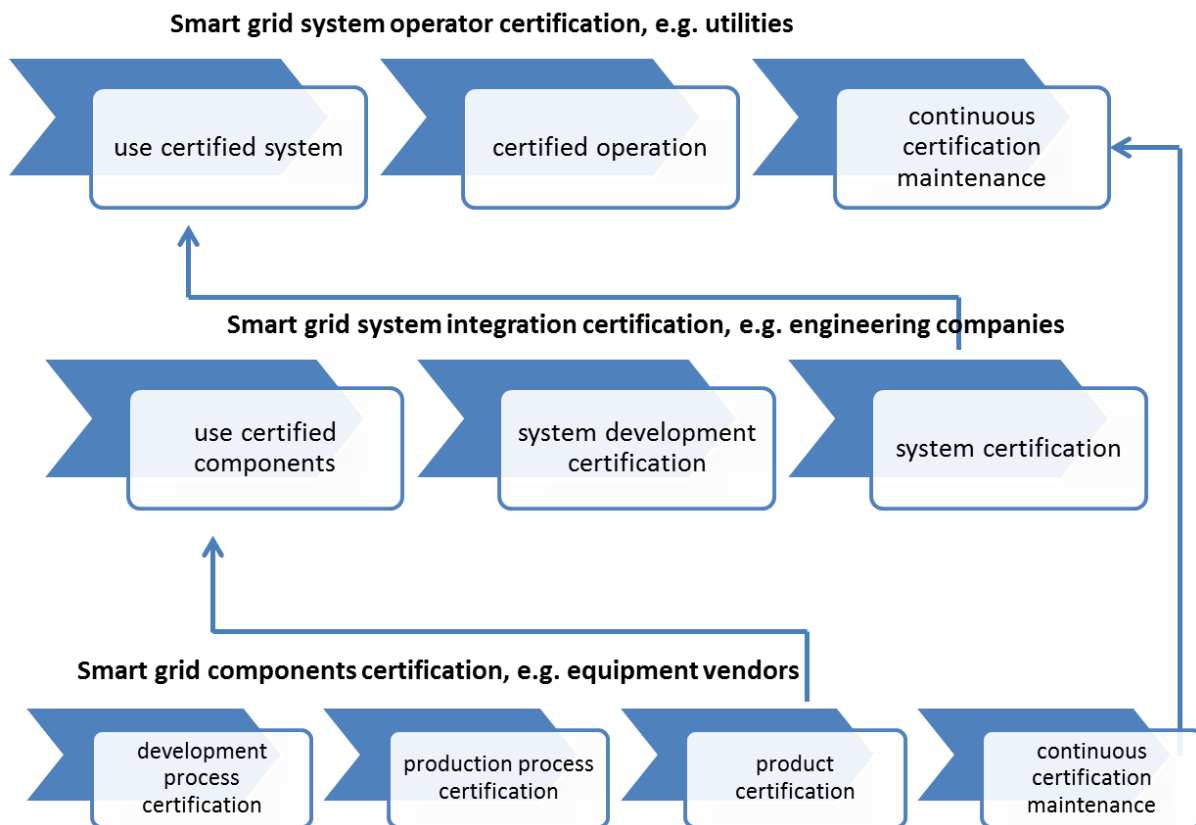 Smart grid system operator certification, e.g. utilities
use certified system
certified operation
continuous
certification
maintenance
Smart grid system integration certification, e.g. engineering companies
use certified
components
system development
certification
system certification
Smart grid components certification, e.g. equipment vendors
development
process
certification
production process
certification
product
certification
continuous
certification
maintenance